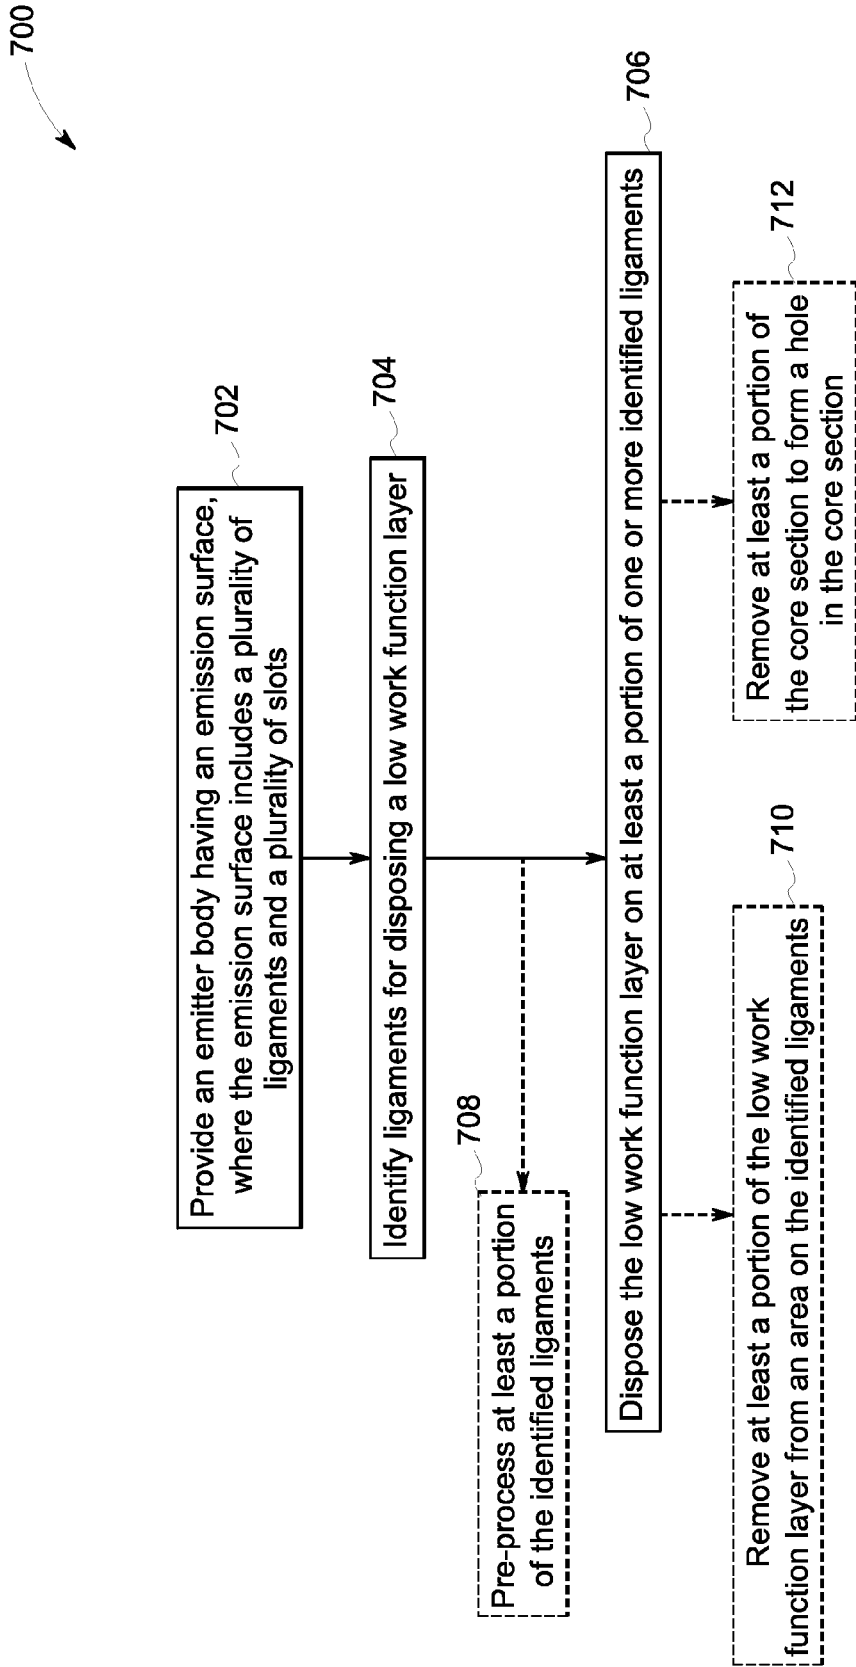 700
702
Provide an emitter body having an emission surface,
where the emission surface includes a plurality of
ligaments and a plurality of slots
704
Identify ligaments for disposing a low work function layer
708
Pre-process at least a portion
of the identified ligaments
706
Dispose the low work function layer on at least a portion of one or more identified ligaments
710
Remove at least a portion of the low work
function layer from an area on the identified ligaments
712
Remove at least a portion of
the core section to form a hole
in the core section